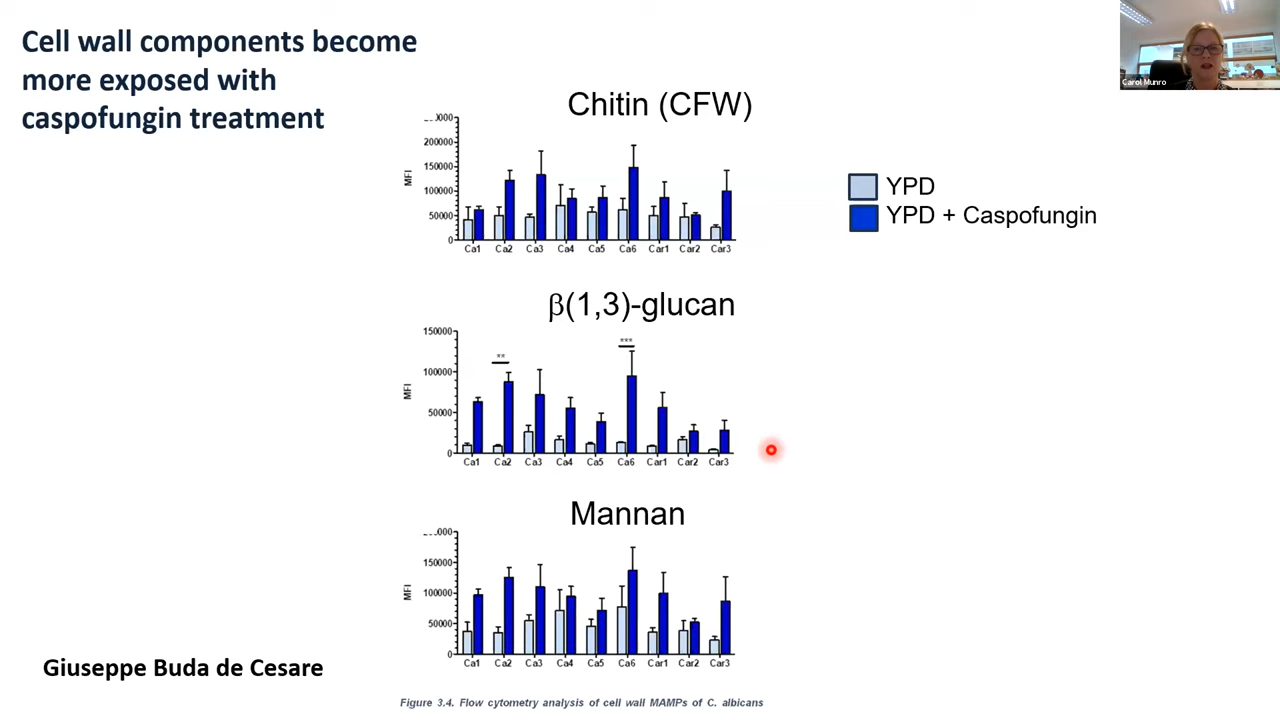 Cell wall components become
more exposed with
caspofungin treatment
Carol Munro
Chitin (CFW)
YPD
YPD + Caspofungin
MFI
200000
150000
100000
50000
0
Ca1 Ca2 Ca3 Ca4 Ca5 Ca6 Car1 Car2 Car3
β(1,3)-glucan
MFI
150000
100000
50000
0
** ***
Ca1 Ca2 Ca3 Ca4 Ca5 Ca6 Car1 Car2 Car3
Mannan
MFI
150000
100000
50000
0
Ca1 Ca2 Ca3 Ca4 Ca5 Ca6 Car1 Car2 Car3
Giuseppe Buda de Cesare
Figure 3.4. Flow cytometry analysis of cell wall MAMPs of C. albicans